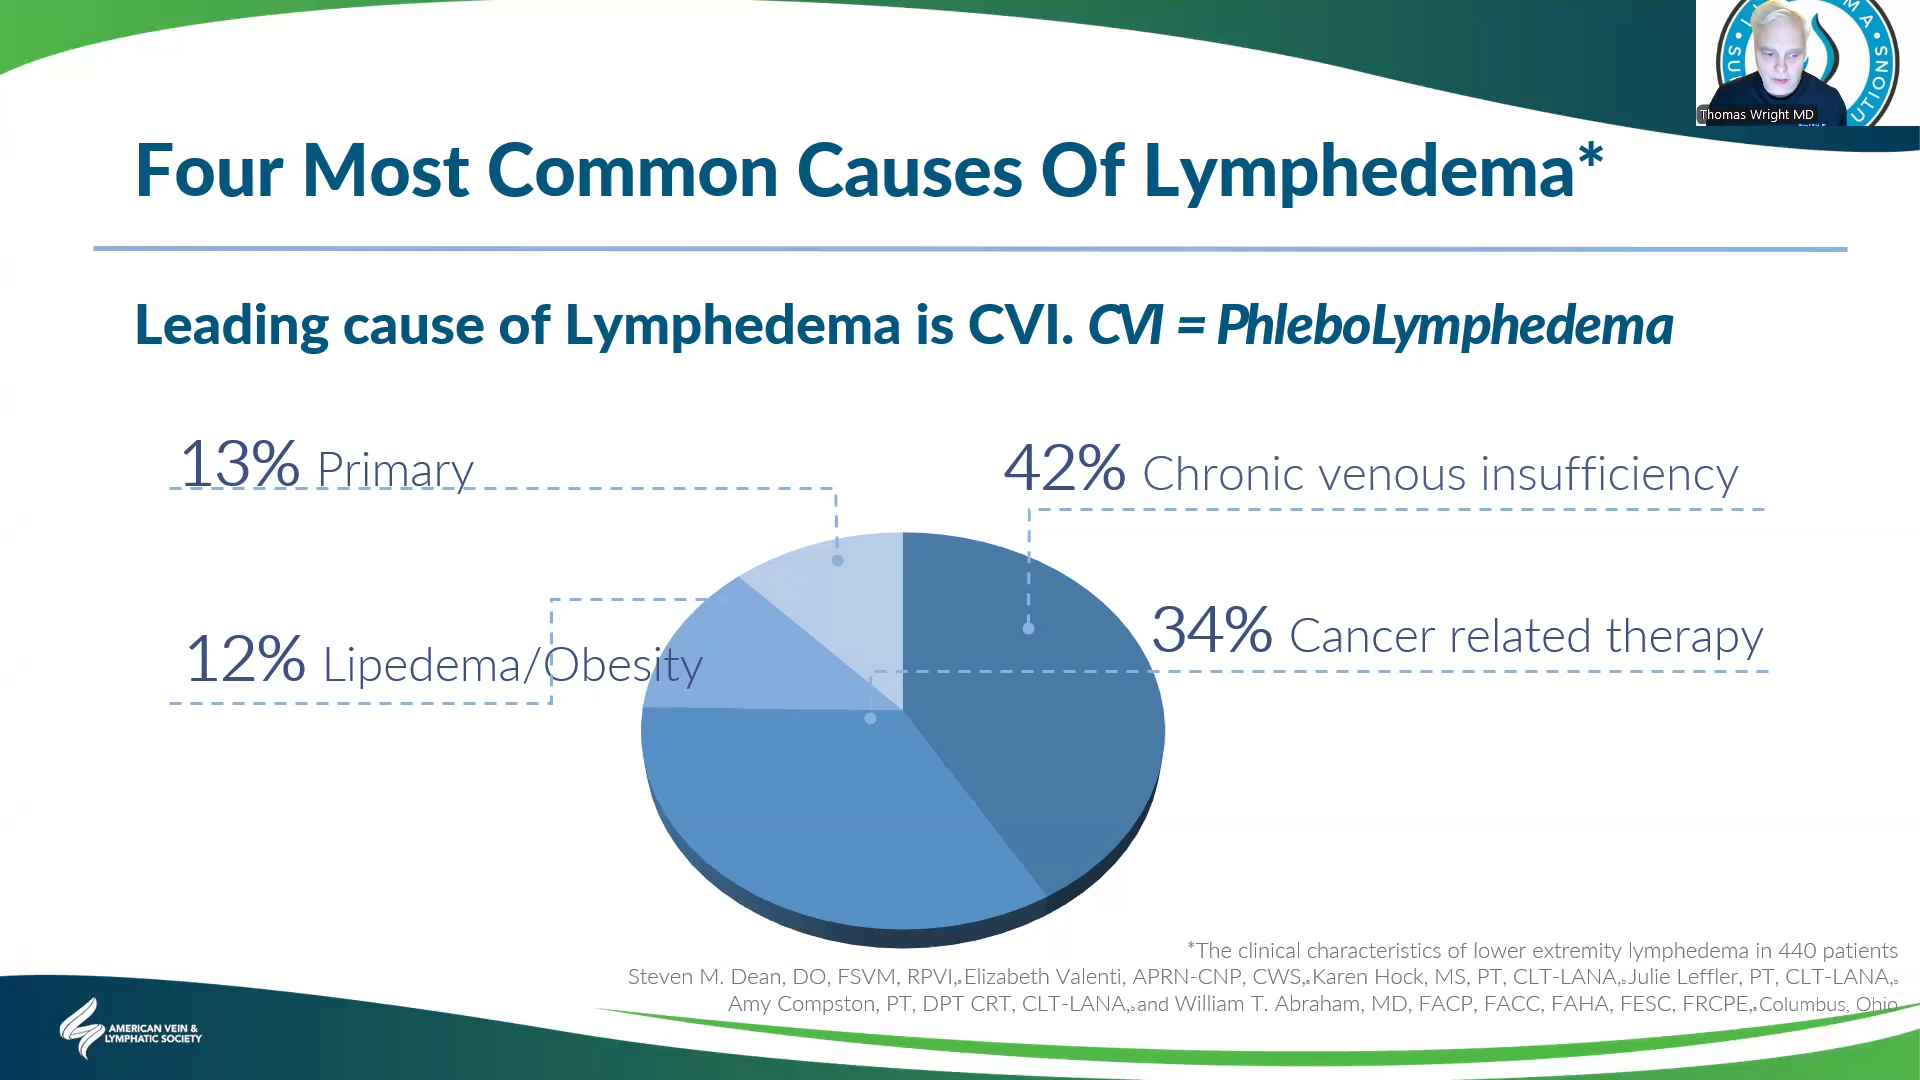 Thomas Wright MD
Four Most Common Causes Of Lymphedema*
Leading cause of Lymphedema is CVI. CVI = PhleboLymphedema
13% Primary
42% Chronic venous insufficiency
34% Cancer related therapy
12% Lipedema/Obesity
*The clinical characteristics of lower extremity lymphedema in 440 patients
Steven M. Dean, DO, FSVM, RPVI, Elizabeth Valenti, APRN-CNP, CWS, Karen Hock, MS, PT, CLT-LANA, Julie Leffler, PT, CLT-LANA,
Amy Compston, PT, DPT CRT, CLT-LANA, and William T. Abraham, MD, FACP, FACC, FAHA, FESC, FRCPE, Columbus, Ohio
AMERICAN VEIN &
LYMPHATIC SOCIETY